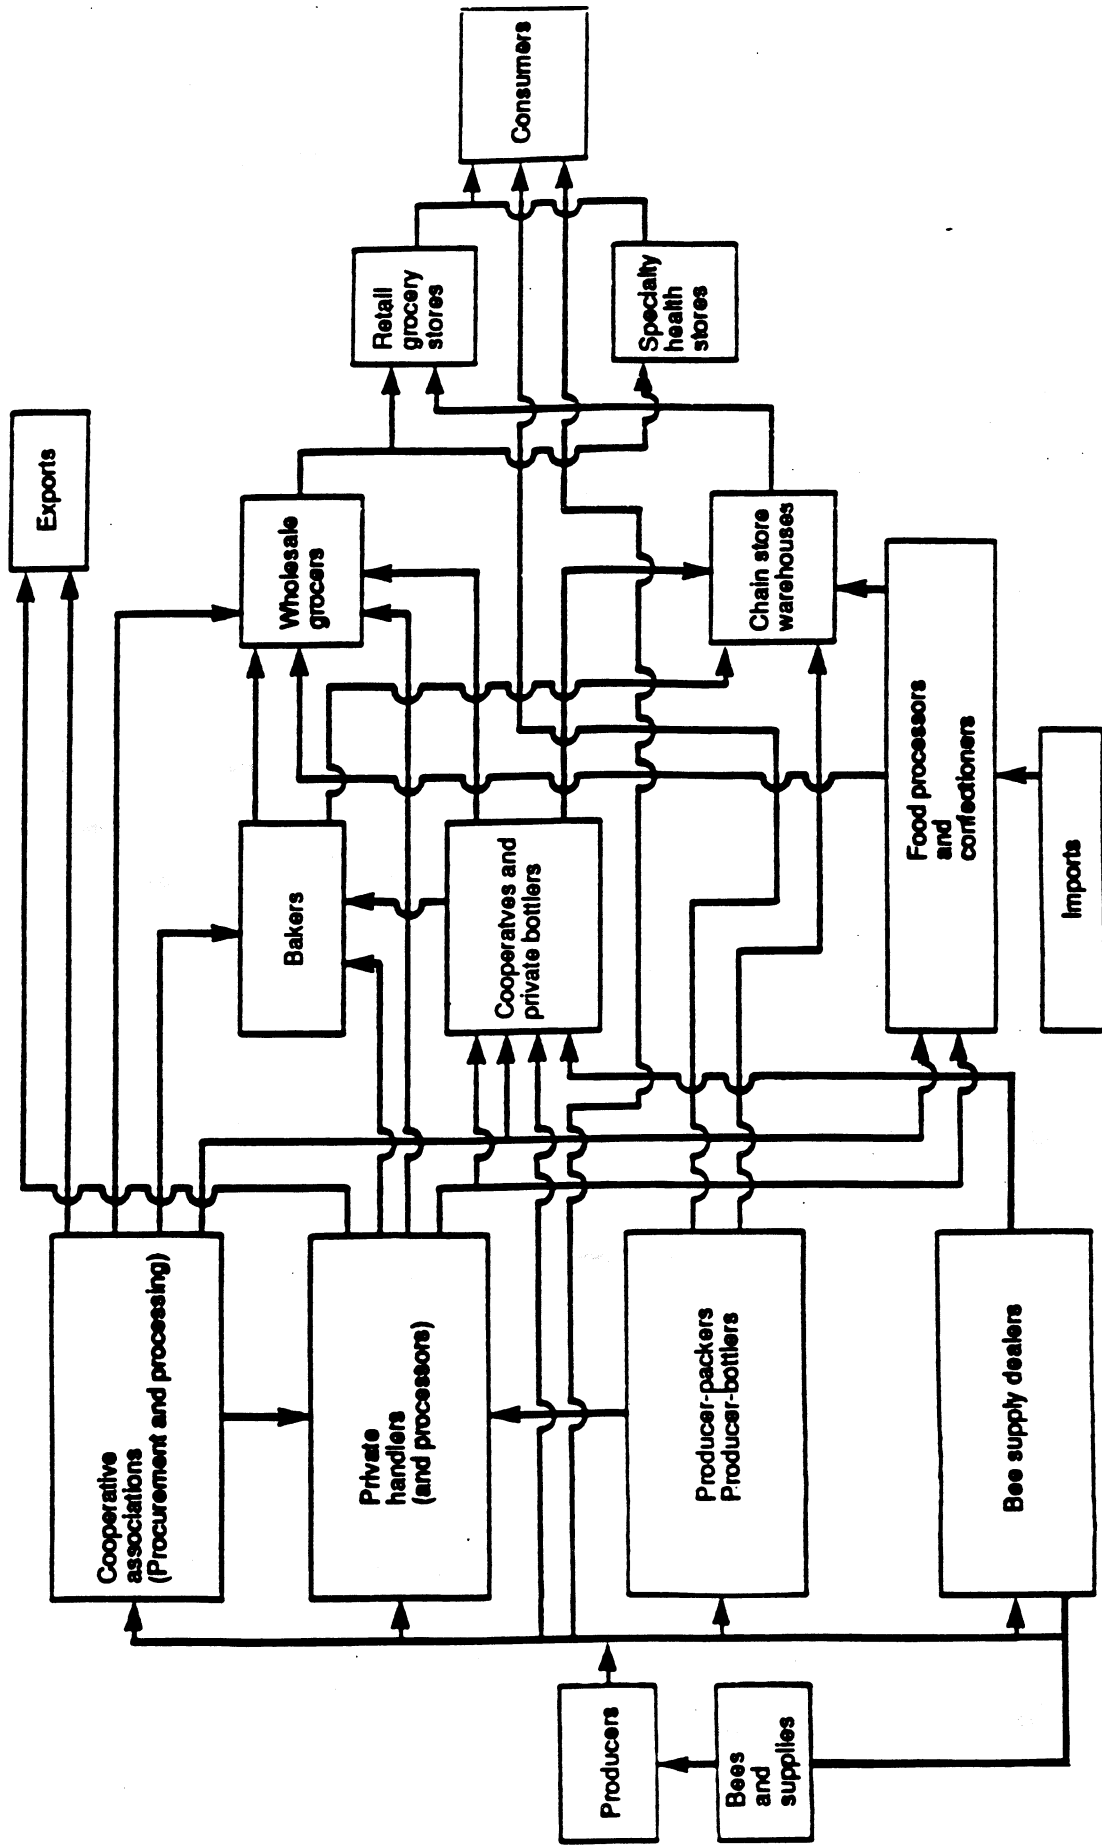 Cooperative
associations
(Procurement and processing)
Private
handlers
(and processors)
Producer-packers
Producer-bottlers
Bee supply dealers
Producers
Bees
and
supplies
Bakers
Cooperatves and
private bottlers
Food processors
and
confectioners
Imports
Exports
Wholesale
grocers
Chain store
warehouses
Retail
grocery
stores
Specialty
health
stores
Consumers